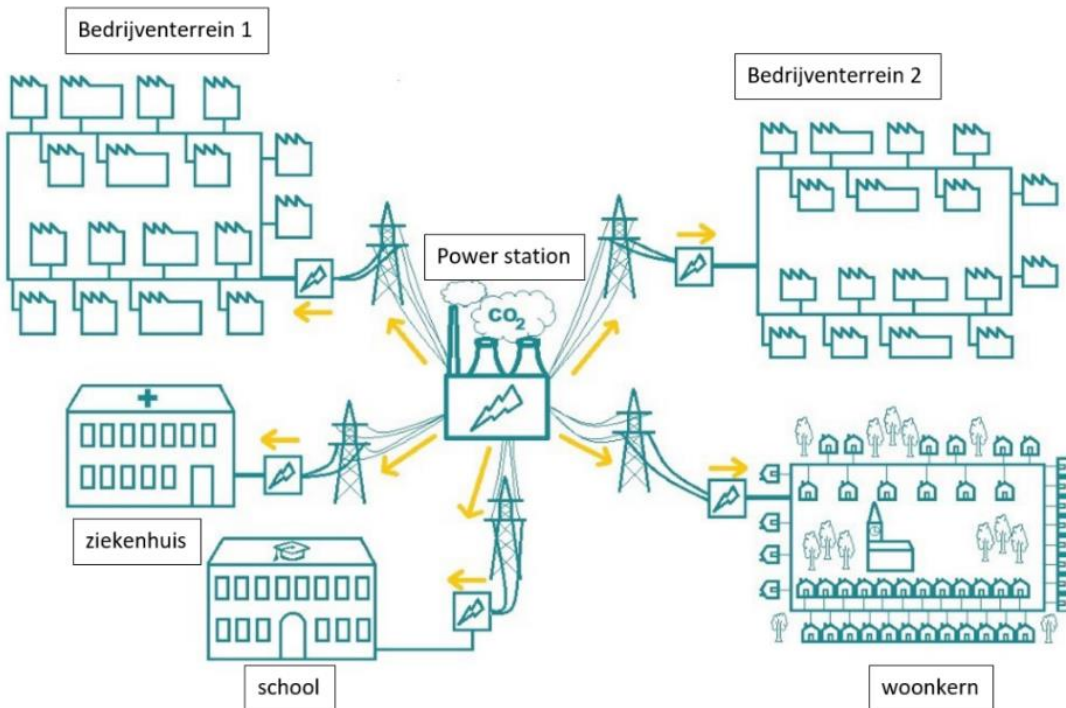 Bedrijventerrein 1
Bedrijventerrein 2
Power station
CO2
ziekenhuis
school
woonkern